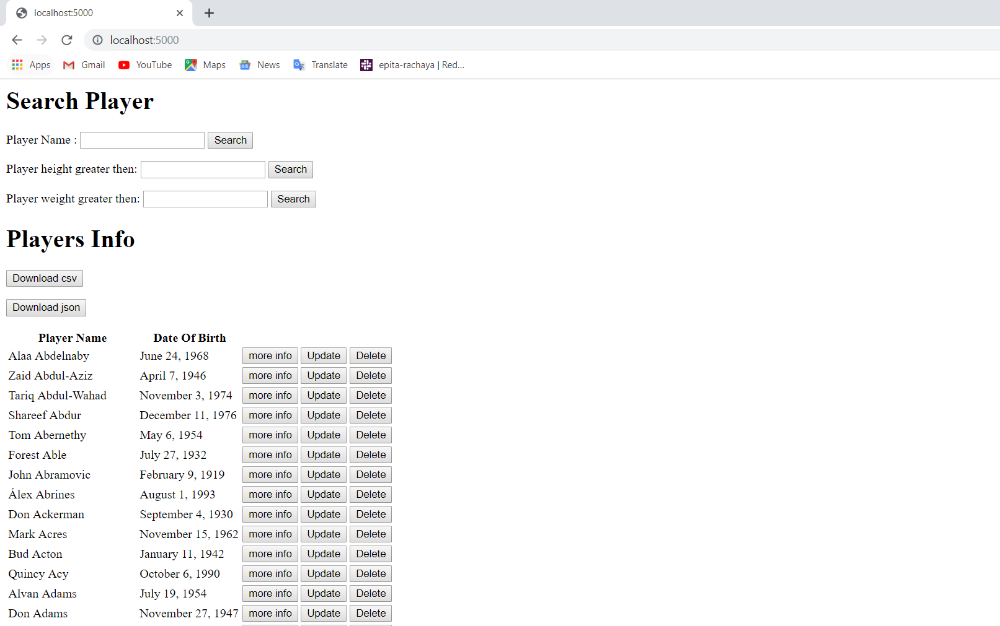 localhost:5000
localhost:5000
Apps Gmail YouTube Maps News Translate epita-rachaya | Red...
Search Player
Player Name : Search
Player height greater then: Search
Player weight greater then: Search
Players Info
Download csv
Download json
Player Name Date Of Birth
Alaa Abdelnaby June 24, 1968 more info Update Delete
Zaid Abdul-Aziz April 7, 1946 more info Update Delete
Tariq Abdul-Wahad November 3, 1974 more info Update Delete
Shareef Abdur December 11, 1976 more info Update Delete
Tom Abernethy May 6, 1954 more info Update Delete
Forest Able July 27, 1932 more info Update Delete
John Abramovic February 9, 1919 more info Update Delete
Álex Abrines August 1, 1993 more info Update Delete
Don Ackerman September 4, 1930 more info Update Delete
Mark Acres November 15, 1962 more info Update Delete
Bud Acton January 11, 1942 more info Update Delete
Quincy Acy October 6, 1990 more info Update Delete
Alvan Adams July 19, 1954 more info Update Delete
Don Adams November 27, 1947 more info Update Delete